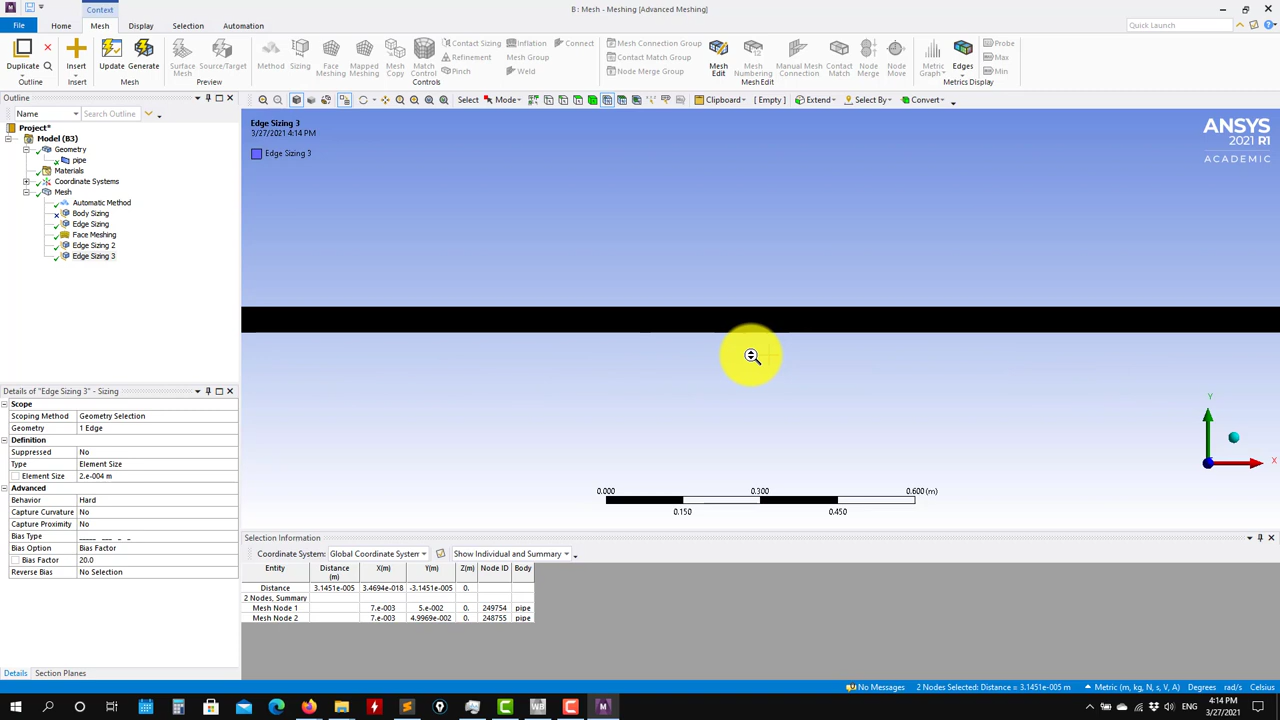 Context
B : Mesh - Meshing [Advanced Meshing]
File Home Mesh Display Selection Automation
Quick Launch
Duplicate Insert Update Generate Surface Mesh Source/Target Method Sizing Face Meshing Mapped Meshing Mesh Copy Match Control
Contact Sizing Inflation Connect
Refinement Mesh Group
Pinch Weld
Mesh Connection Group
Contact Match Group
Node Merge Group
Mesh Edit Mesh Numbering Manual Mesh Connection Contact Match Node Merge Node Move Metric Graph Edges
Probe
Max
Min
Outline Insert Mesh Preview Controls Mesh Edit Metrics Display
Outline
Select Mode Clipboard [ Empty ] Extend Select By Convert
Name Search Outline
Project*
Model (B3)
Geometry
pipe
Materials
Coordinate Systems
Mesh
Automatic Method
Body Sizing
Edge Sizing
Face Meshing
Edge Sizing 2
Edge Sizing 3
Edge Sizing 3
3/27/2021 4:14 PM
Edge Sizing 3
ANSYS
2021 R1
ACADEMIC
Y
X
0.000 0.300 0.600 (m)
0.150 0.450
Details of "Edge Sizing 3" - Sizing
Scope
Scoping Method Geometry Selection
Geometry 1 Edge
Definition
Suppressed No
Type Element Size
Element Size 2.e-004 m
Advanced
Behavior Hard
Capture Curvature No
Capture Proximity No
Bias Type
Bias Option Bias Factor
Bias Factor 20.0
Reverse Bias No Selection
Details Section Planes
Selection Information
Coordinate System: Global Coordinate System Show Individual and Summary
Entity Distance (m) X(m) Y(m) Z(m) Node ID Body
Distance 3.1451e-005 3.4694e-018 -3.1451e-005 0.
2 Nodes, Summary
Mesh Node 1 7.e-003 5.e-002 0. 249754 pipe
Mesh Node 2 7.e-003 4.9969e-002 0. 248755 pipe
No Messages 2 Nodes Selected: Distance = 3.1451e-005 m Metric (m, kg, N, s, V, A) Degrees rad/s Celsius
WB M
4:14 PM
3/27/2021